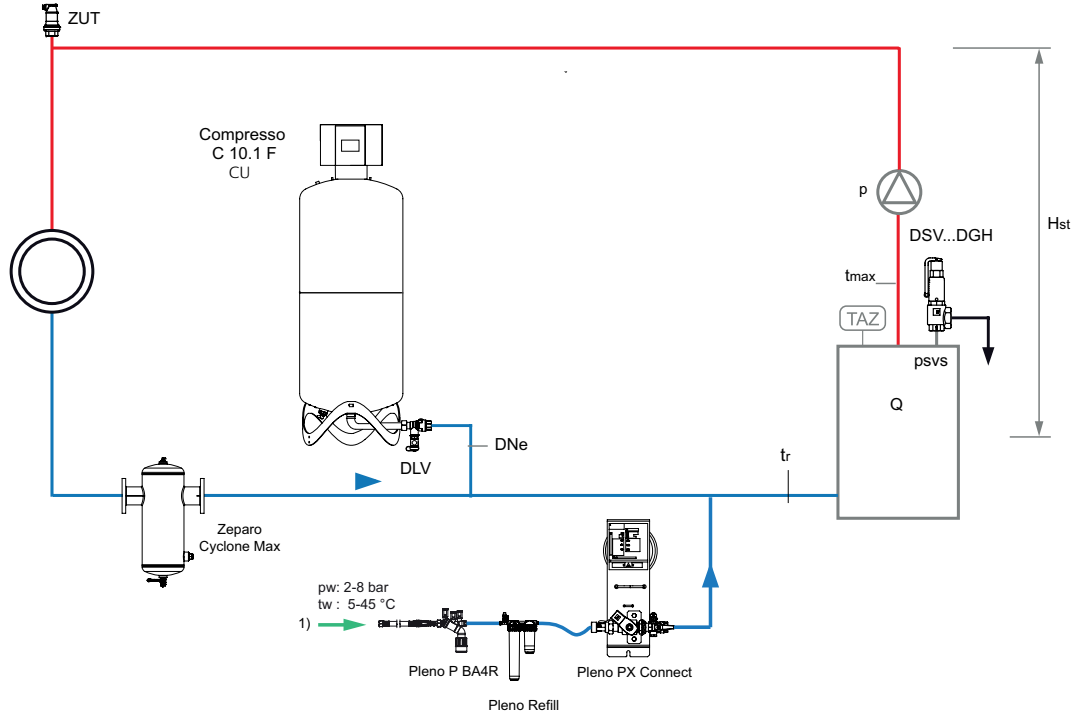 ZUT
Compresso
C 10.1 F
CU
p
Hst
DSV...DGH
tmax
TAZ
psvs
Q
DNe
DLV
tr
Zeparo
Cyclone Max
pw: 2-8 bar
tw : 5-45 °C
1)
Pleno P BA4R
Pleno PX Connect
Pleno Refill